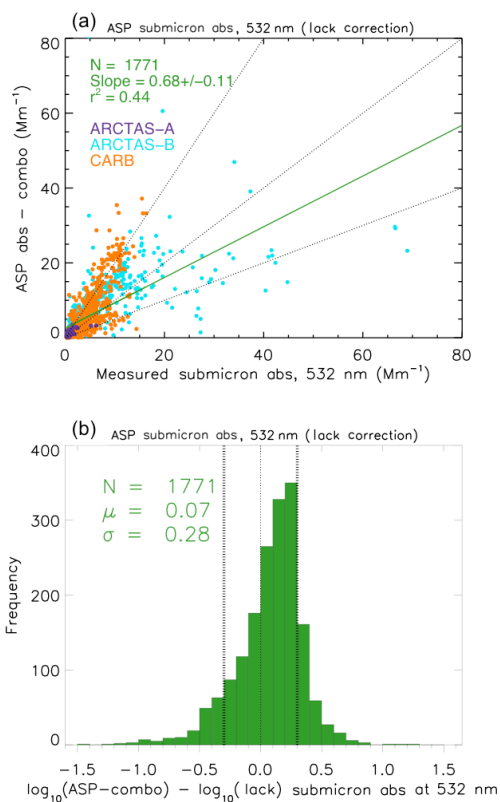 (a) ASP submicron abs, 532 nm (lack correction)
80
60
40
20
0
ASP abs – combo (Mm⁻¹)
N = 1771
Slope = 0.68+/-0.11
r² = 0.44
ARCTAS-A
ARCTAS-B
CARB
0 20 40 60 80
Measured submicron abs, 532 nm (Mm⁻¹)
(b) ASP submicron abs, 532 nm (lack correction)
400
300
200
100
0
Frequency
N = 1771
μ = 0.07
σ = 0.28
-1.5 -1.0 -0.5 0.0 0.5 1.0 1.5
log₁₀(ASP-combo) – log₁₀(lack) submicron abs at 532 nm